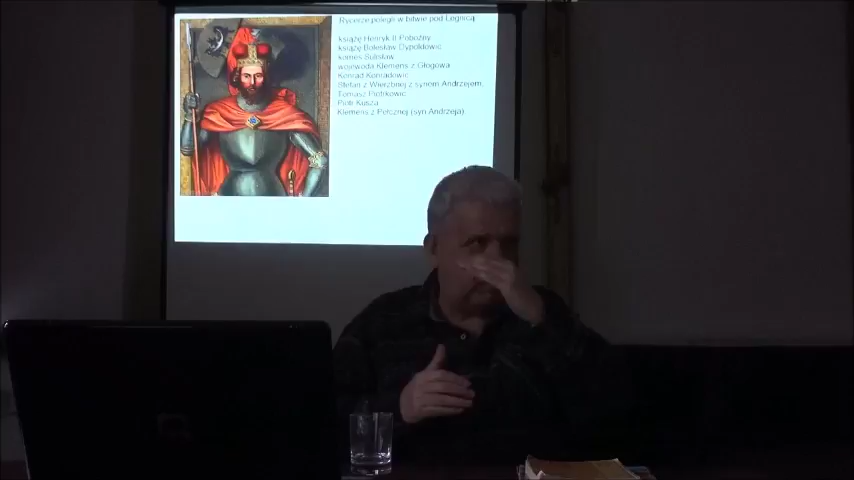 Rycerze polegli w bitwie pod Legnicą:
książę Henryk II Pobożny
książę Bolesław Dypoldowic
komes Sulisław
wojewoda Klemens z Głogowa
Konrad Konradowic
Stefan z Wierzbnej z synem Andrzejem,
Tomasz Piotrkowic
Piotr Kusza
Klemens z Pełcznej (syn Andrzeja)